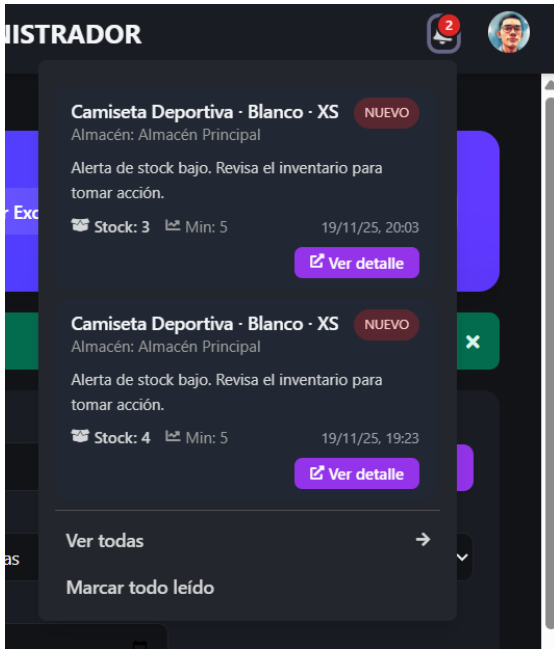 NISTRADOR
2
Camiseta Deportiva · Blanco · XS NUEVO
Almacén: Almacén Principal
Alerta de stock bajo. Revisa el inventario para
tomar acción.
Stock: 3 Min: 5 19/11/25, 20:03
Ver detalle
r Exc
Camiseta Deportiva · Blanco · XS NUEVO
Almacén: Almacén Principal
Alerta de stock bajo. Revisa el inventario para
tomar acción.
Stock: 4 Min: 5 19/11/25, 19:23
Ver detalle
Ver todas
as
Marcar todo leído